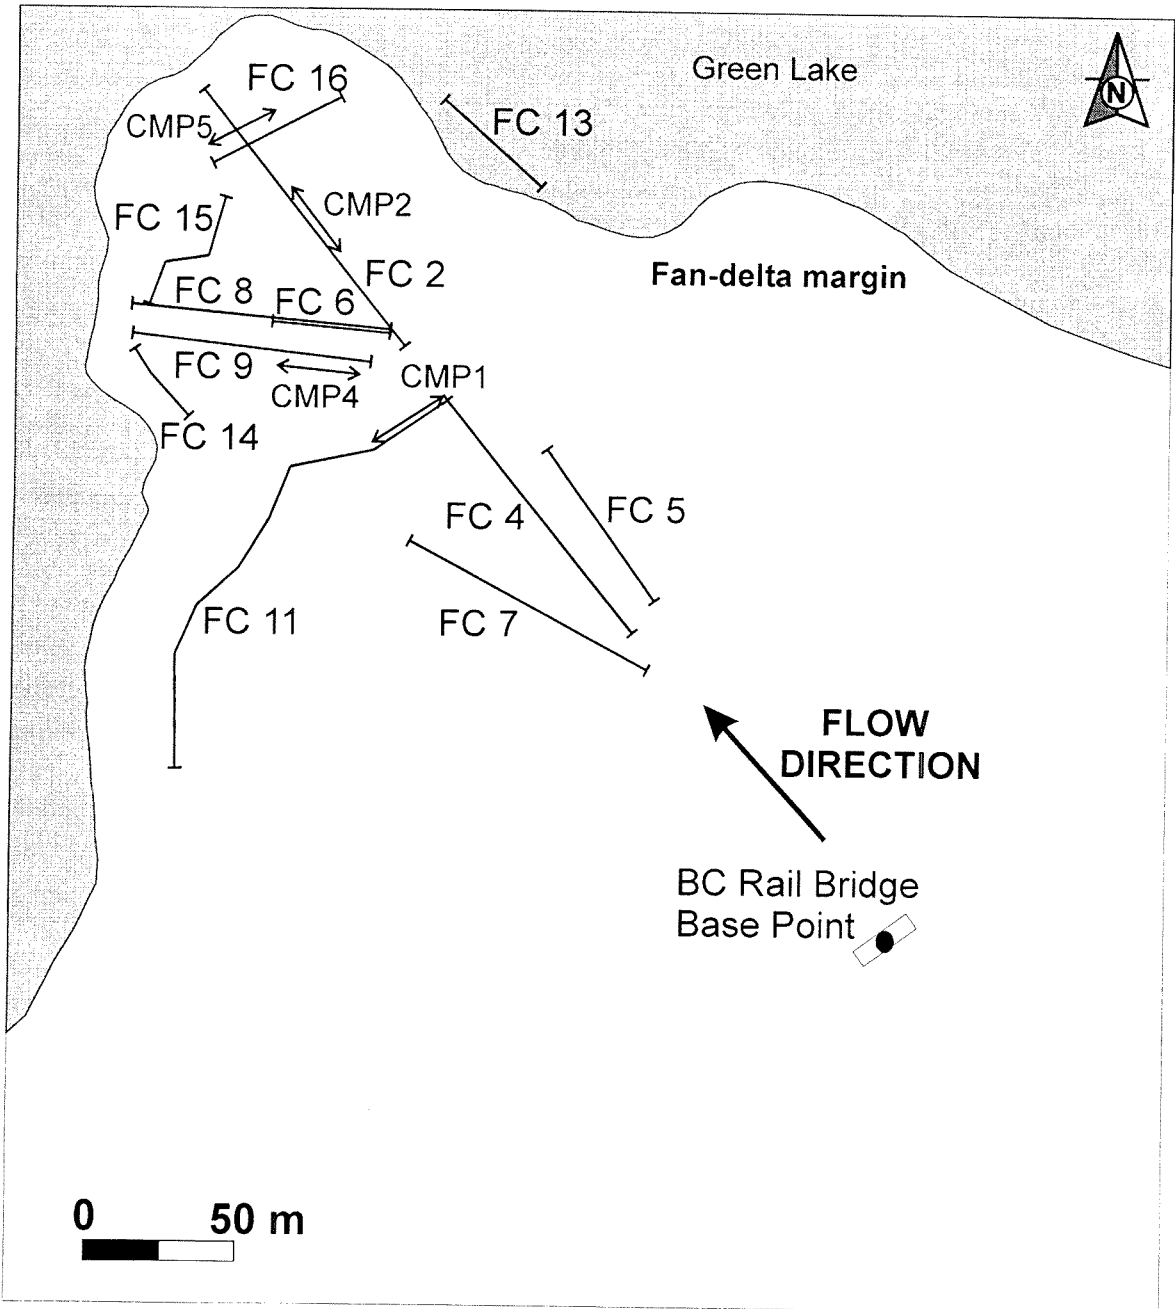 Green Lake
N
FC 16
CMP5
FC 13
FC 15
CMP2
FC 2
Fan-delta margin
FC 8
FC 6
FC 9
CMP4
CMP1
FC 14
FC 4
FC 5
FC 7
FC 11
FLOW
DIRECTION
BC Rail Bridge
Base Point
0
50 m